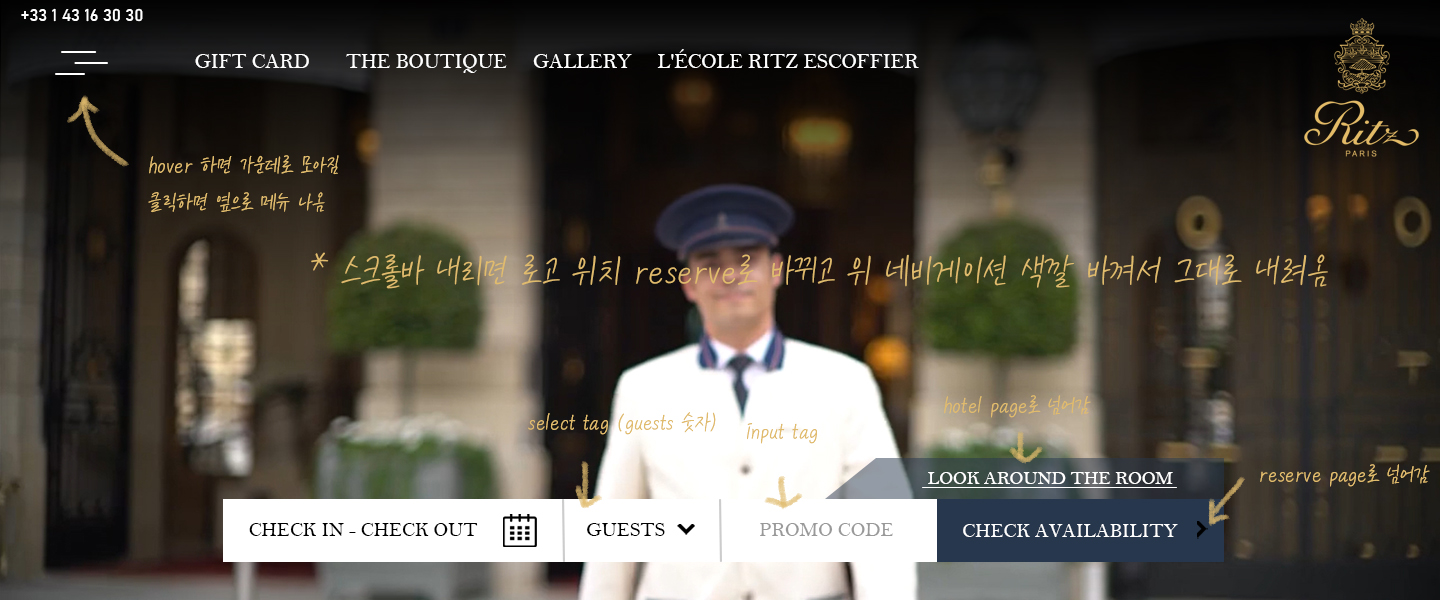 +33 1 43 16 30 30
GIFT CARD THE BOUTIQUE GALLERY L'ÉCOLE RITZ ESCOFFIER
Ritz
PARIS
hover 하면 가운데로 모아짐
클릭하면 옆으로 메뉴 나옴
* 스크롤바 내리면 로고 위치 reserve로 바뀌고 위 네비게이션 색깔 바껴서 그대로 내려옴
hotel page로 넘어감
select tag (guests 숫자)
input tag
reserve page로 넘어감
LOOK AROUND THE ROOM
CHECK IN - CHECK OUT
GUESTS
PROMO CODE
CHECK AVAILABILITY